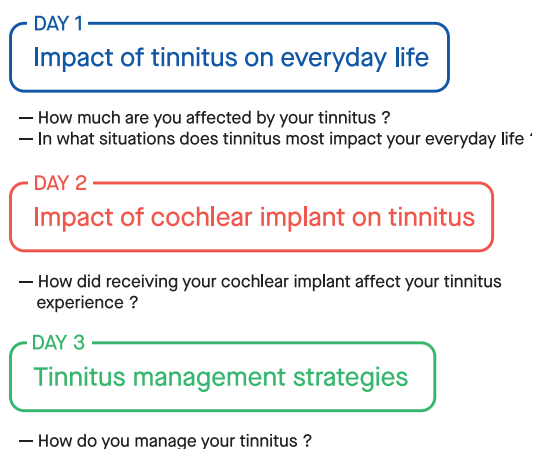 DAY 1
Impact of tinnitus on everyday life
— How much are you affected by your tinnitus ?
— In what situations does tinnitus most impact your everyday life
DAY 2
Impact of cochlear implant on tinnitus
— How did receiving your cochlear implant affect your tinnitus
experience ?
DAY 3
Tinnitus management strategies
— How do you manage your tinnitus ?